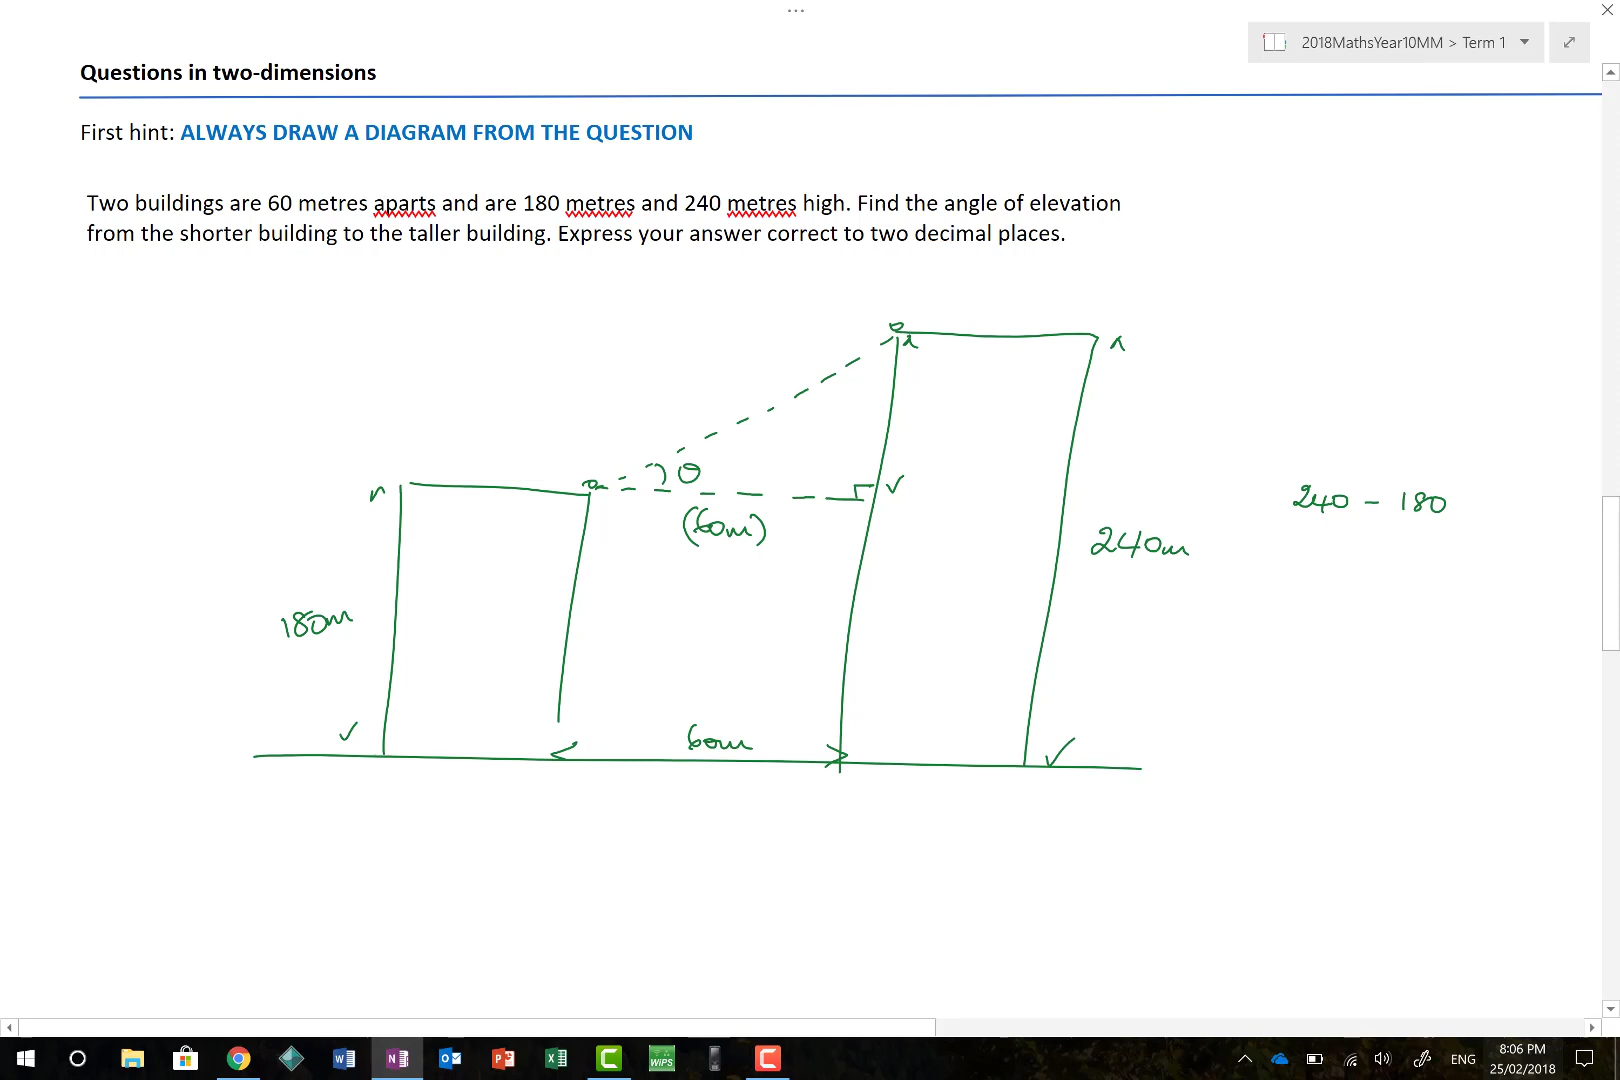 2018MathsYear10MM > Term 1
Questions in two-dimensions
First hint: ALWAYS DRAW A DIAGRAM FROM THE QUESTION
Two buildings are 60 metres aparts and are 180 metres and 240 metres high. Find the angle of elevation
from the shorter building to the taller building. Express your answer correct to two decimal places.
θ
(60m)
240 - 180
240m
180m
60m
ENG
8:06 PM
25/02/2018